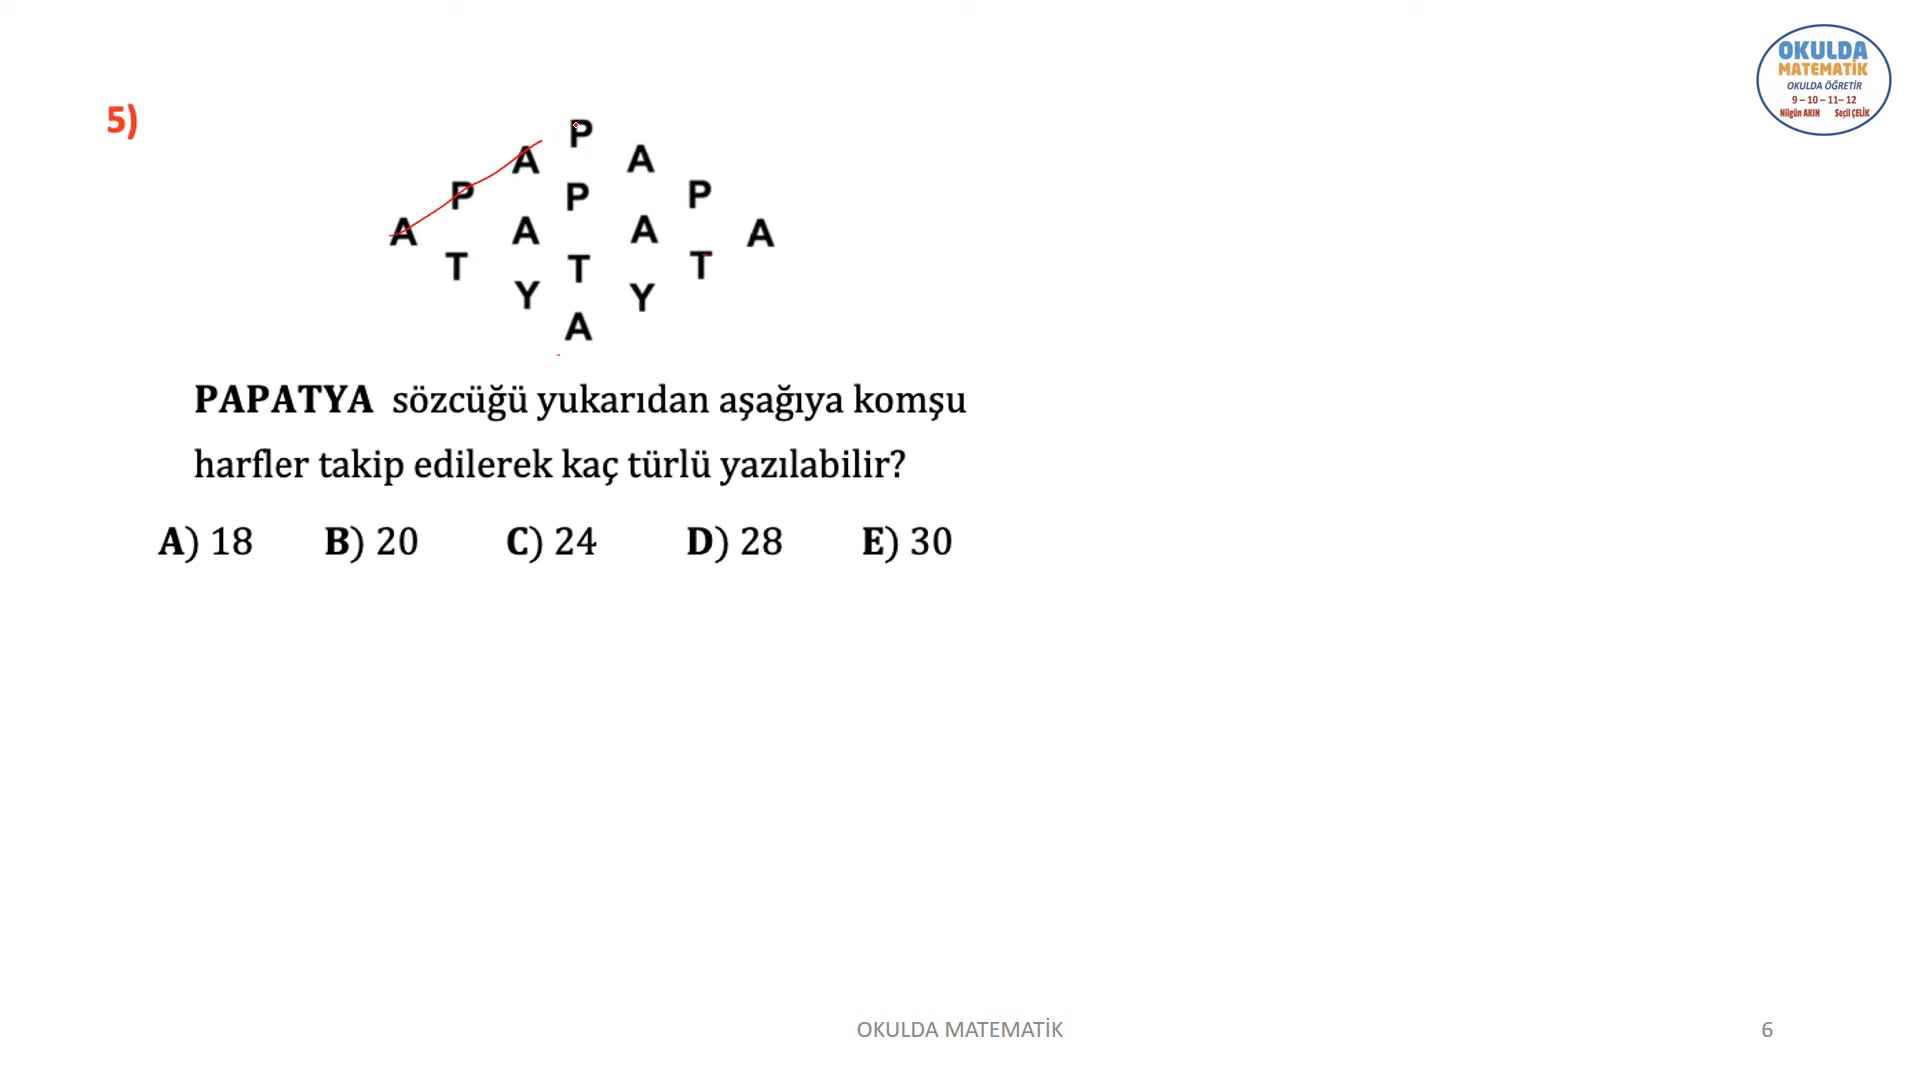 OKULDA
MATEMATİK
OKULDA ÖĞRETİR
9 – 10 – 11– 12
Nilgün AKIN Seçil ÇELİK
5)
P
A A
P P P
A A A A
T T T
Y Y
A
PAPATYA sözcüğü yukarıdan aşağıya komşu
harfler takip edilerek kaç türlü yazılabilir?
A) 18 B) 20 C) 24 D) 28 E) 30
OKULDA MATEMATİK 6